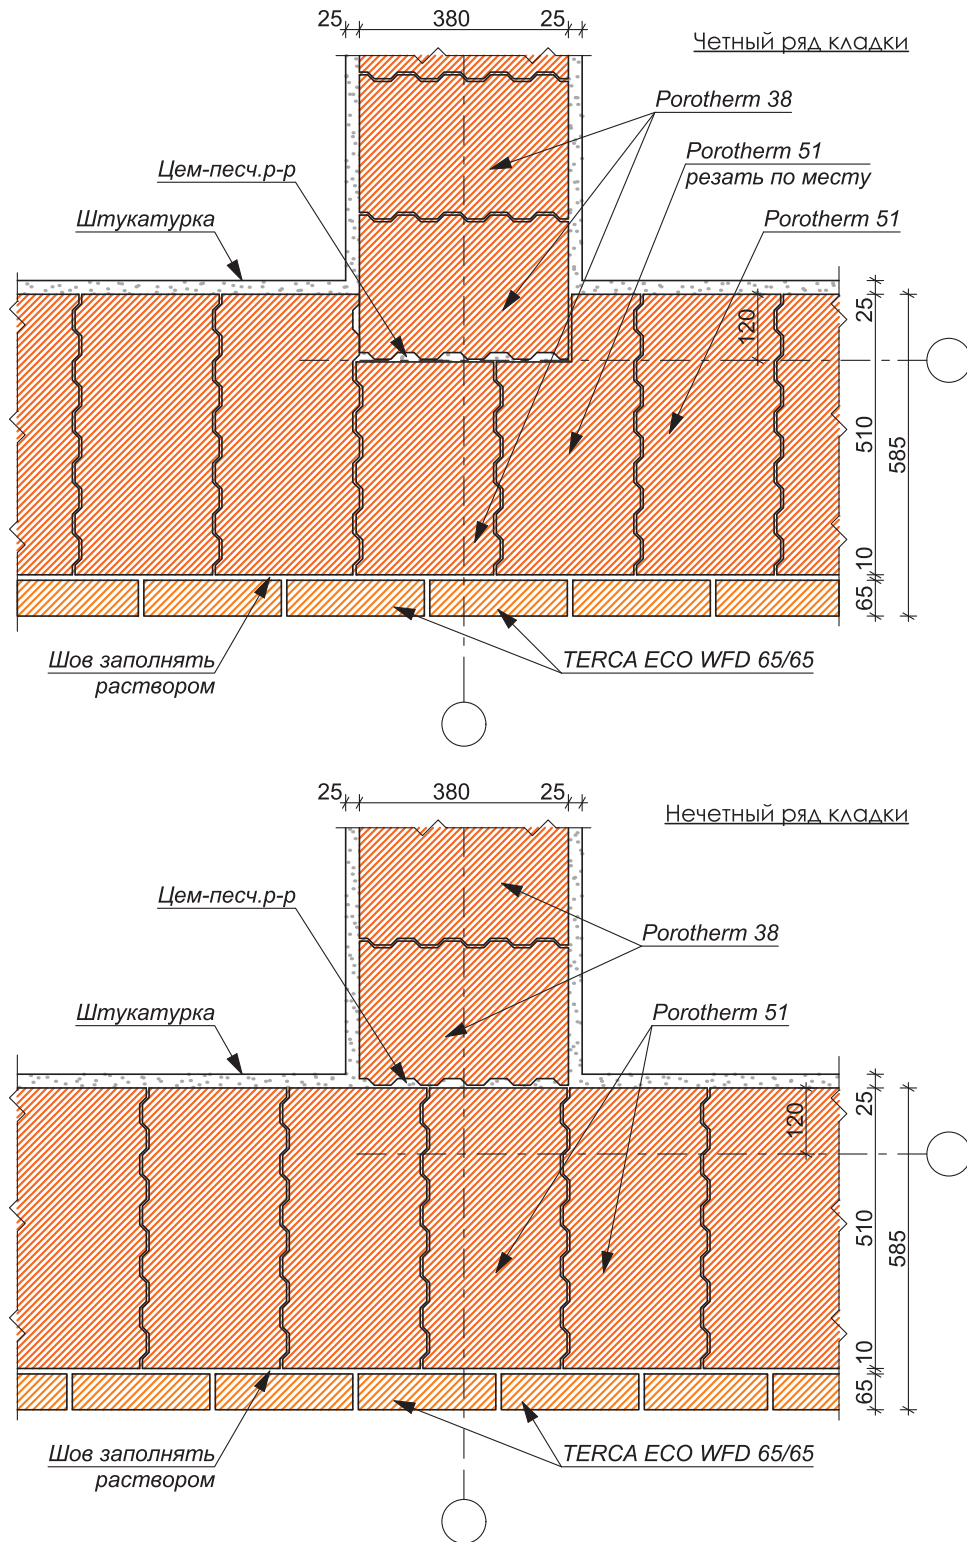 25 380 25
Четный ряд кладки
Porotherm 38
Porotherm 51
резать по месту
Цем-песч.р-р
Штукатурка
Porotherm 51
25
120
510
585
10
65
Шов заполнять
раствором
TERCA ECO WFD 65/65
25 380 25
Нечетный ряд кладки
Цем-песч.р-р
Porotherm 38
Штукатурка
Porotherm 51
25
120
510
585
10
65
Шов заполнять
раствором
TERCA ECO WFD 65/65